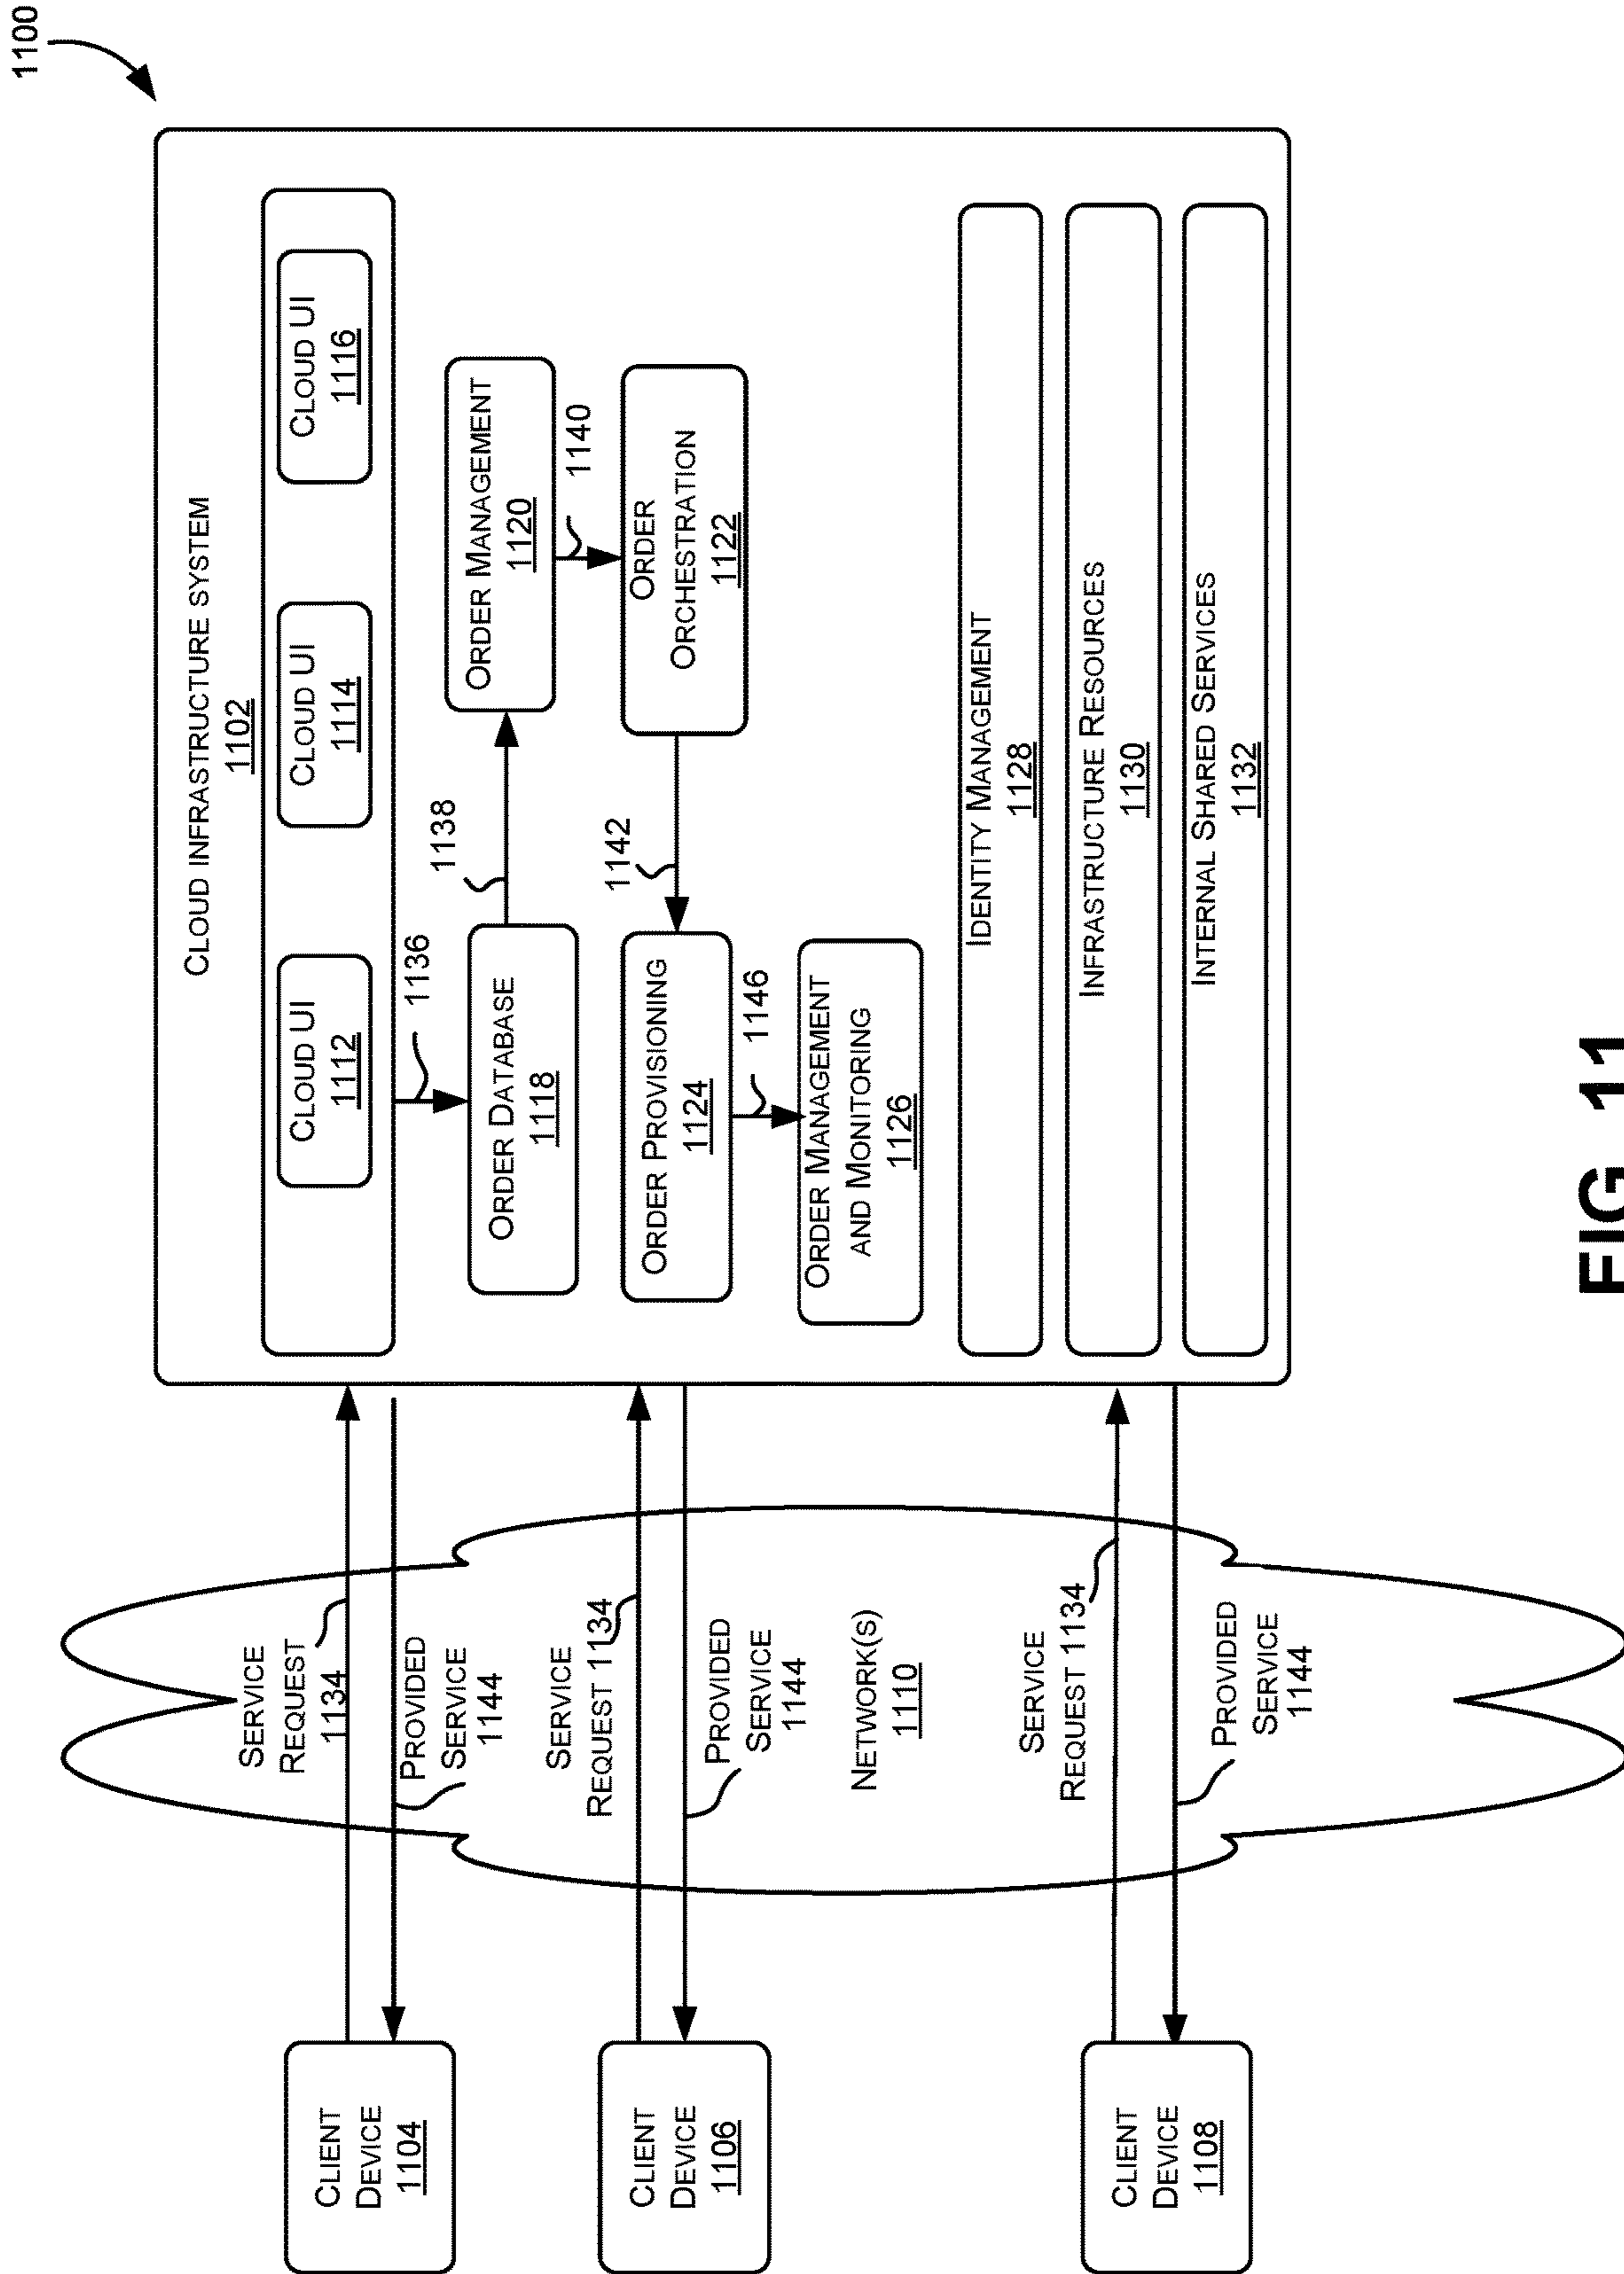 1100
CLOUD INFRASTRUCTURE SYSTEM
1102
CLOUD UI
1112
CLOUD UI
1114
CLOUD UI
1116
1136
ORDER DATABASE
1118
1138
ORDER MANAGEMENT
1120
1140
ORDER
ORCHESTRATION
1122
1142
ORDER PROVISIONING
1124
1146
ORDER MANAGEMENT
AND MONITORING
1126
IDENTITY MANAGEMENT
1128
INFRASTRUCTURE RESOURCES
1130
INTERNAL SHARED SERVICES
1132
SERVICE
REQUEST
1134
PROVIDED
SERVICE
1144
SERVICE
REQUEST 1134
PROVIDED
SERVICE
1144
NETWORK(S)
1110
SERVICE
REQUEST 1134
PROVIDED
SERVICE
1144
CLIENT
DEVICE
1104
CLIENT
DEVICE
1106
CLIENT
DEVICE
1108
FIG. 11